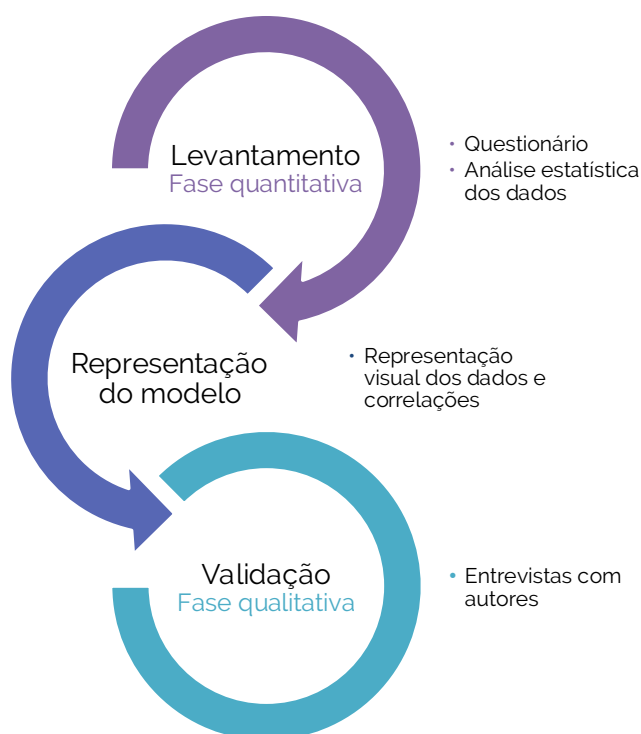 Levantamento
Fase quantitativa
• Questionário
• Análise estatística
dos dados
Representação
do modelo
• Representação
visual dos dados e
correlações
Validação
Fase qualitativa
• Entrevistas com
autores